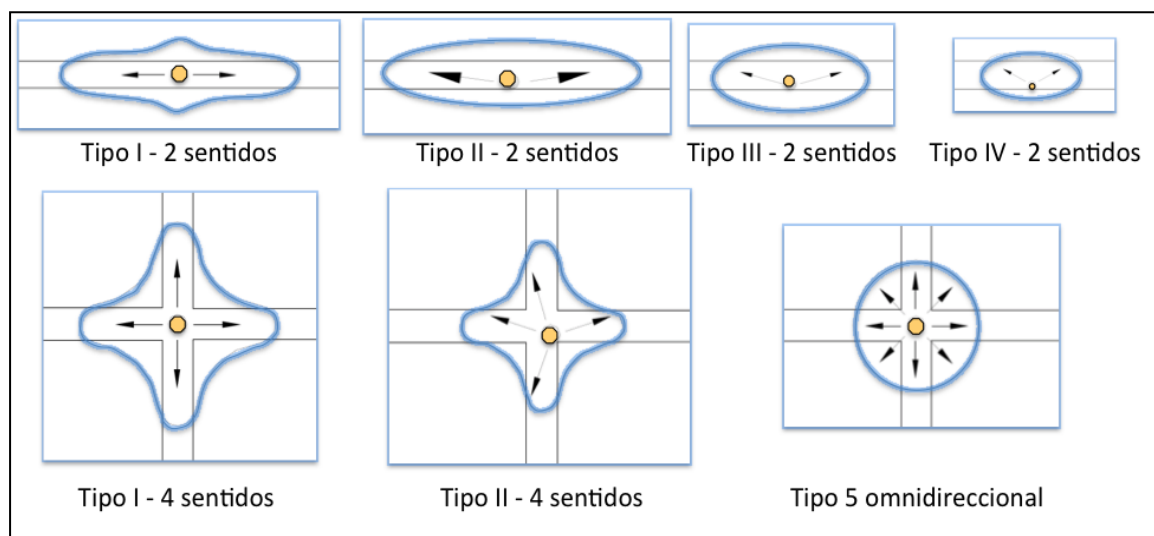 Tipo I - 2 sentidos
Tipo II - 2 sentidos
Tipo III - 2 sentidos
Tipo IV - 2 sentidos
Tipo I - 4 sentidos
Tipo II - 4 sentidos
Tipo 5 omnidireccional